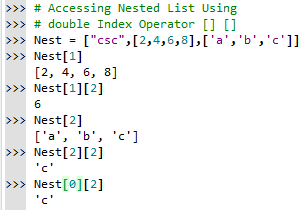 >>> # Accessing Nested List Using
>>> # double Index Operator [] []
>>> Nest = ["csc",[2,4,6,8],['a','b','c']]
>>> Nest[1]
[2, 4, 6, 8]
>>> Nest[1][2]
6
>>> Nest[2]
['a', 'b', 'c']
>>> Nest[2][2]
'c'
>>> Nest[0][2]
'c'